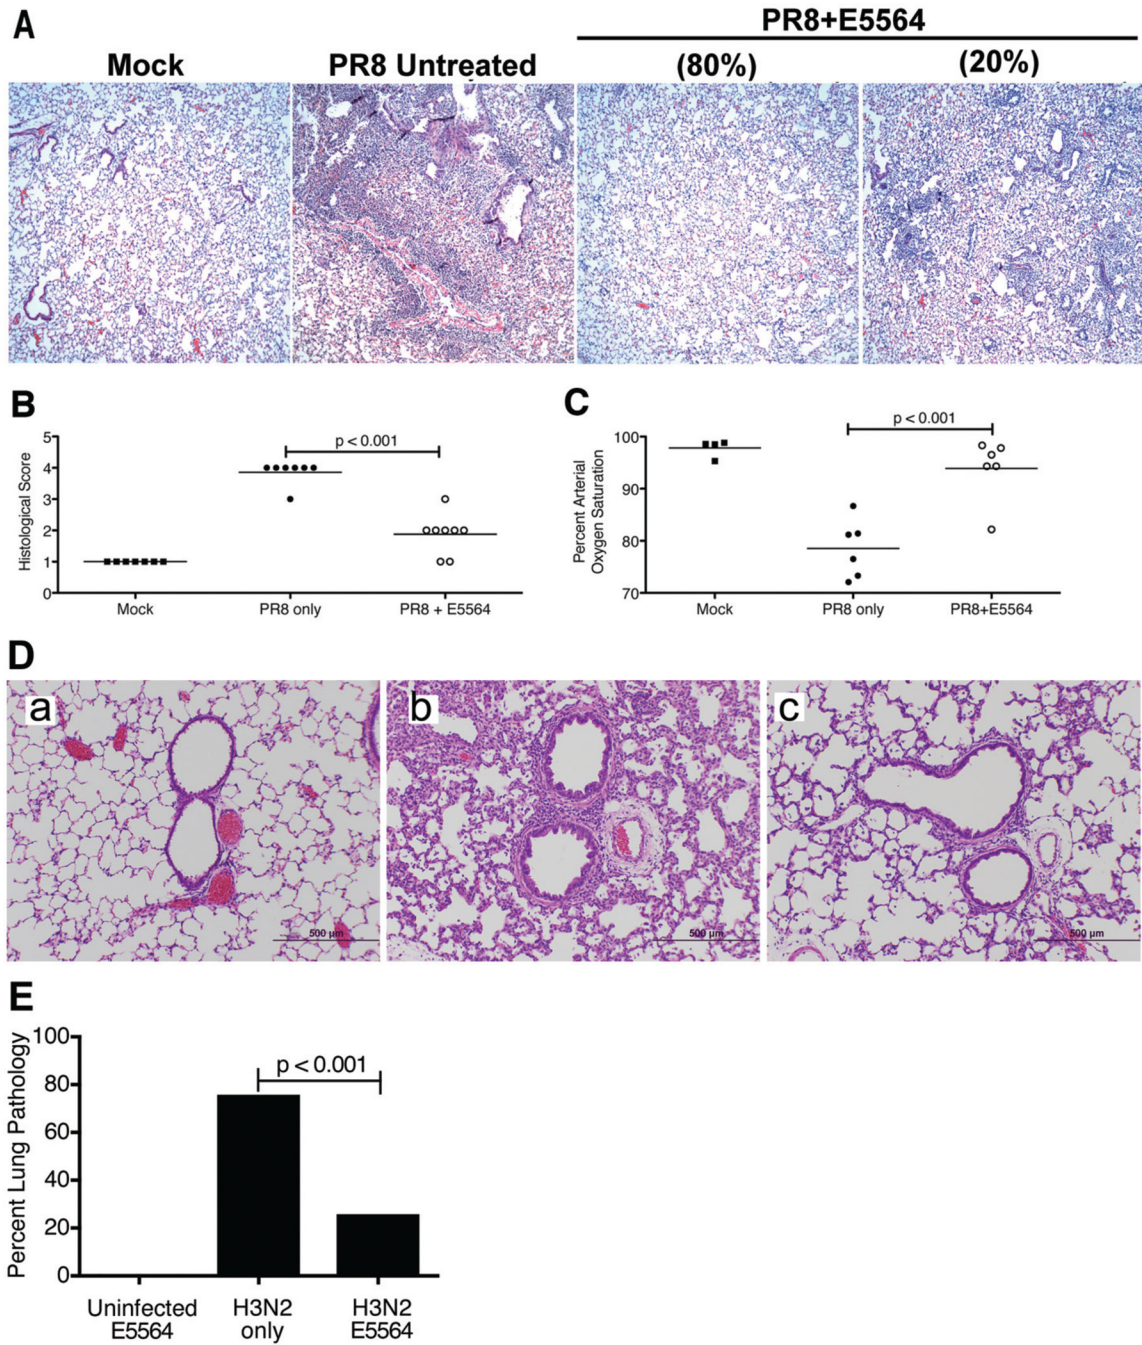 A
PR8+E5564
Mock
PR8 Untreated
(80%)
(20%)
B
C
Histological Score
5
4
3
2
1
0
p < 0.001
Mock
PR8 only
PR8 + E5564
Percent Arterial
Oxygen Saturation
100
90
80
70
p < 0.001
Mock
PR8 only
PR8+E5564
D
a
b
c
500 µm
500 µm
500 µm
E
Percent Lung Pathology
100
80
60
40
20
0
p < 0.001
Uninfected
E5564
H3N2
only
H3N2
E5564